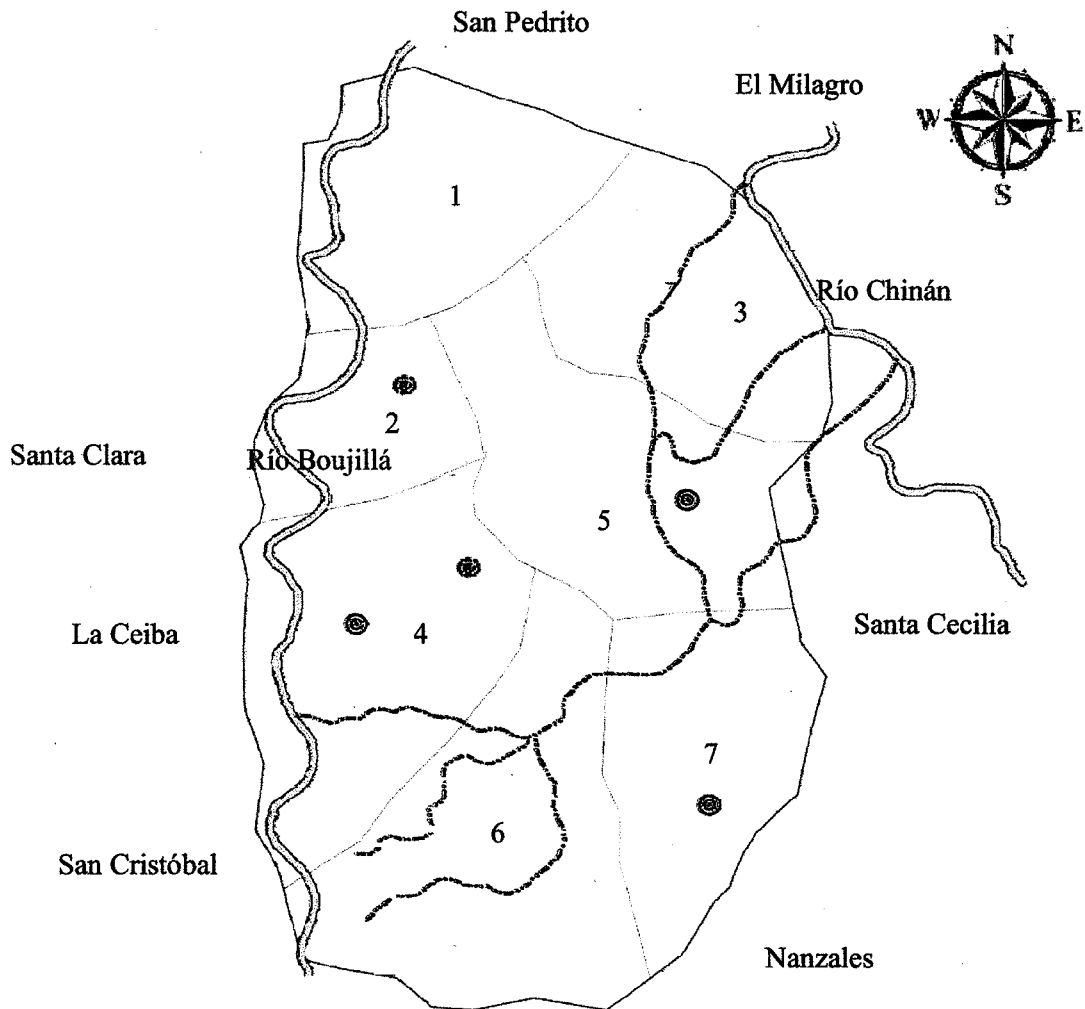 San Pedrito
N
El Milagro
W
E
S
1
Río Chinán
3
2
Santa Clara
Río Boujillá
5
La Ceiba
4
Santa Cecilia
7
6
San Cristóbal
Nanzales